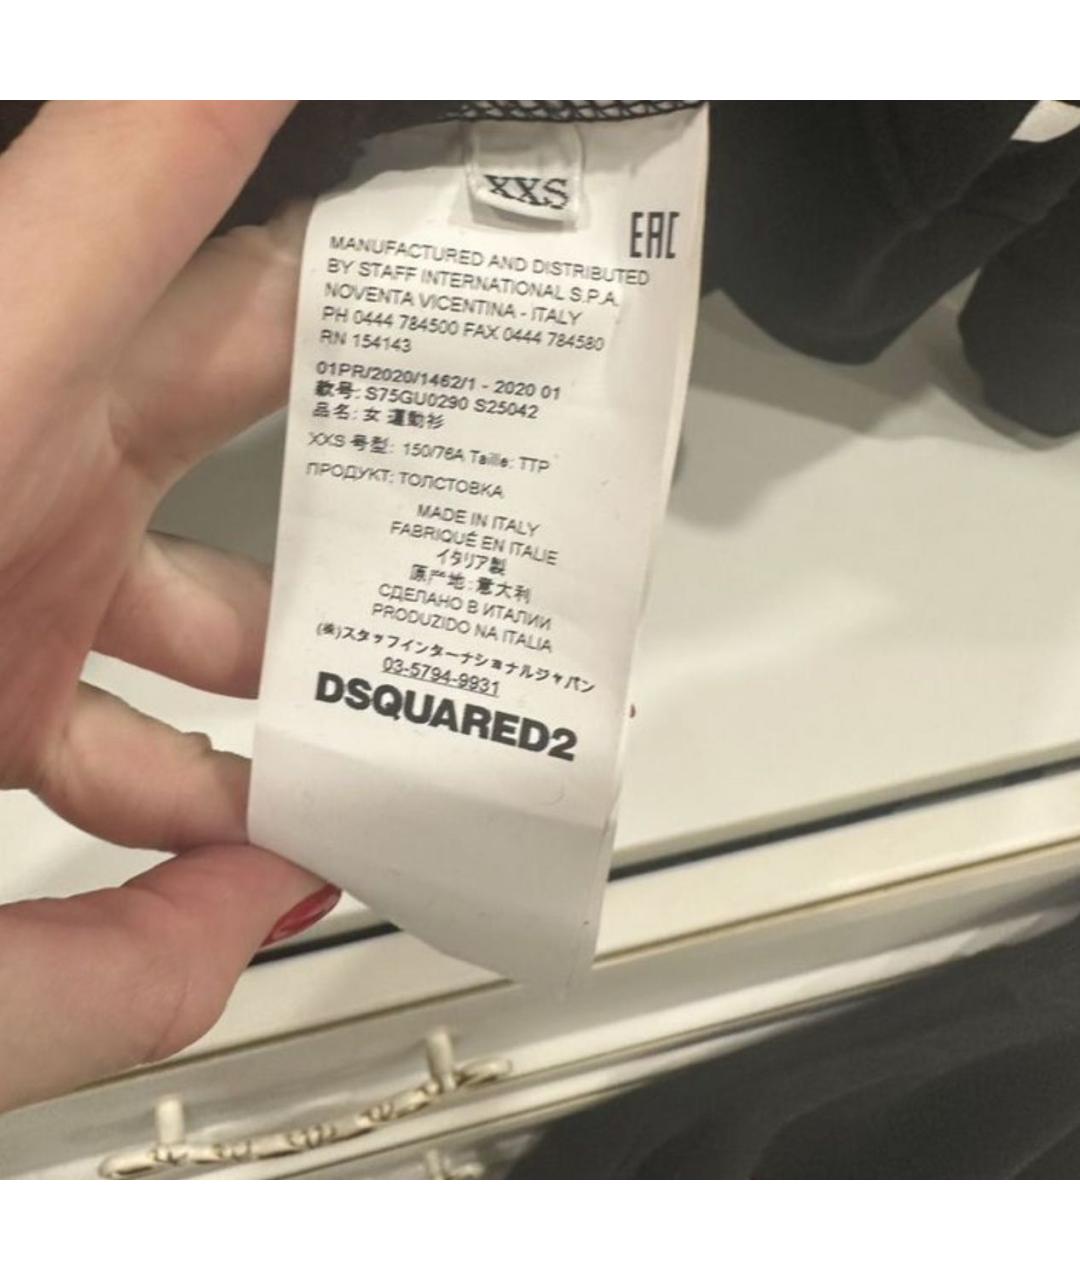 XXS
EAC
MANUFACTURED AND DISTRIBUTED
BY STAFF INTERNATIONAL S.P.A.
NOVENTA VICENTINA - ITALY
PH 0444 784500 FAX 0444 784580
RN 154143
01PR/2020/1462/1 - 2020 01
款号: S75GU0290 S25042
品名: 女 運動衫
XXS 号型: 150/76A Taille: TTP
ПРОДУКТ: ТОЛСТОВКА
MADE IN ITALY
FABRIQUÉ EN ITALIE
イタリア製
原产地:意大利
СДЕЛАНО В ИТАЛИИ
PRODUZIDO NA ITALIA
(株)スタッフインターナショナルジャパン
03-5794-9931
DSQUARED2